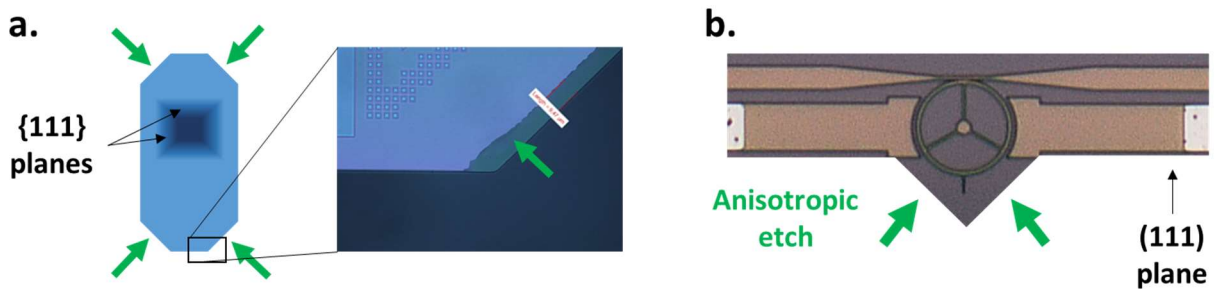 a.
{111}
planes
b.
Anisotropic
etch
(111)
plane